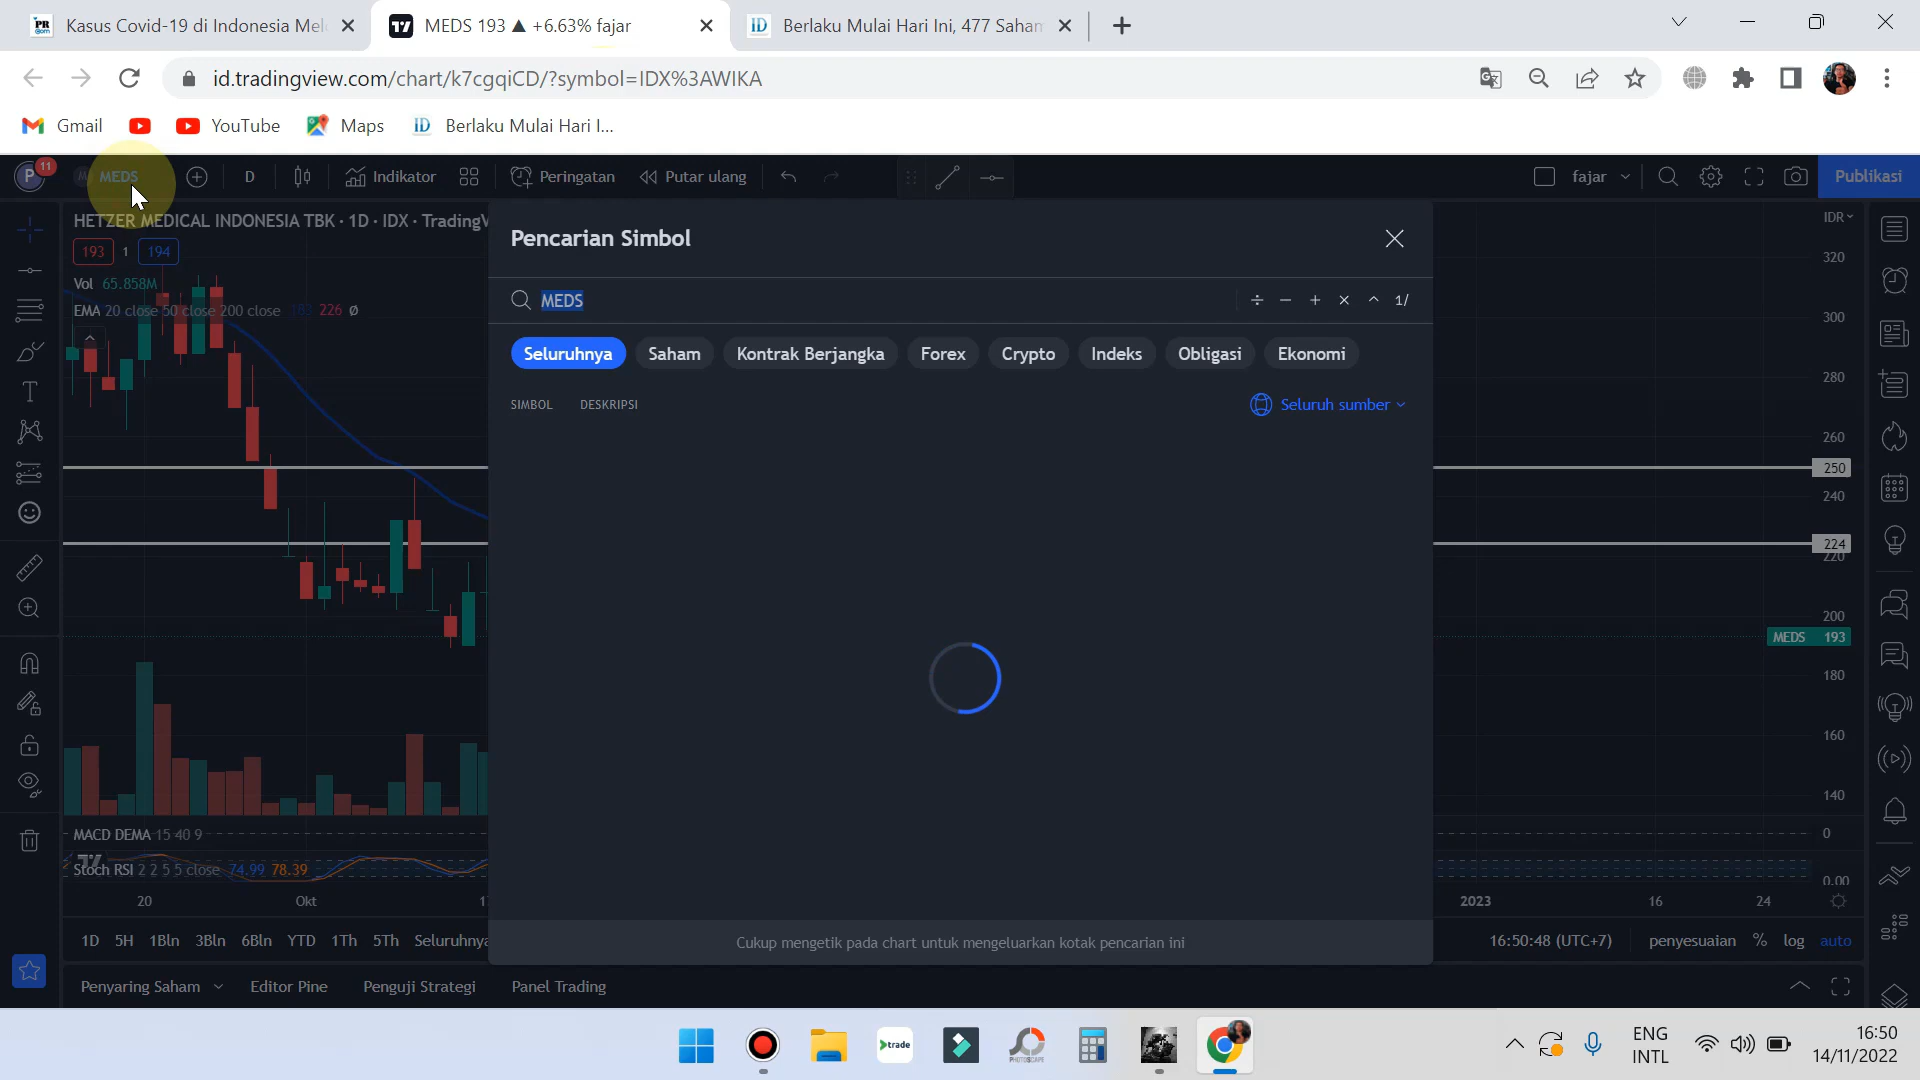 Kasus Covid-19 di Indonesia Mel
MEDS 193 ▲ +6.63% fajar
Berlaku Mulai Hari Ini, 477 Saham
id.tradingview.com/chart/k7cgqiCD/?symbol=IDX%3AWIKA
Gmail
YouTube
Maps
Berlaku Mulai Hari I...
P
11
MEDS
D
Indikator
Peringatan
Putar ulang
fajar
Publikasi
HETZER MEDICAL INDONESIA TBK · 1D · IDX · TradingV
193
1
194
Vol 65.858M
EMA 20 close 50 close 200 close 183 226 ø
Pencarian Simbol
MEDS
÷ − + × ^ 1/
Seluruhnya
Saham
Kontrak Berjangka
Forex
Crypto
Indeks
Obligasi
Ekonomi
SIMBOL
DESKRIPSI
Seluruh sumber
Cukup mengetik pada chart untuk mengeluarkan kotak pencarian ini
IDR
320
300
280
260
250
240
224
220
200
MEDS 193
180
160
140
0
0.00
MACD DEMA 15 40 9
Stoch RSI 2 2 5 5 close 74.99 78.39
20
Okt
2023
16
24
1D 5H 1Bln 3Bln 6Bln YTD 1Th 5Th Seluruhnya
16:50:48 (UTC+7)
penyesuaian
%
log
auto
Penyaring Saham
Editor Pine
Penguji Strategi
Panel Trading
trade
PHOTOSCAPE
ENG
INTL
16:50
14/11/2022